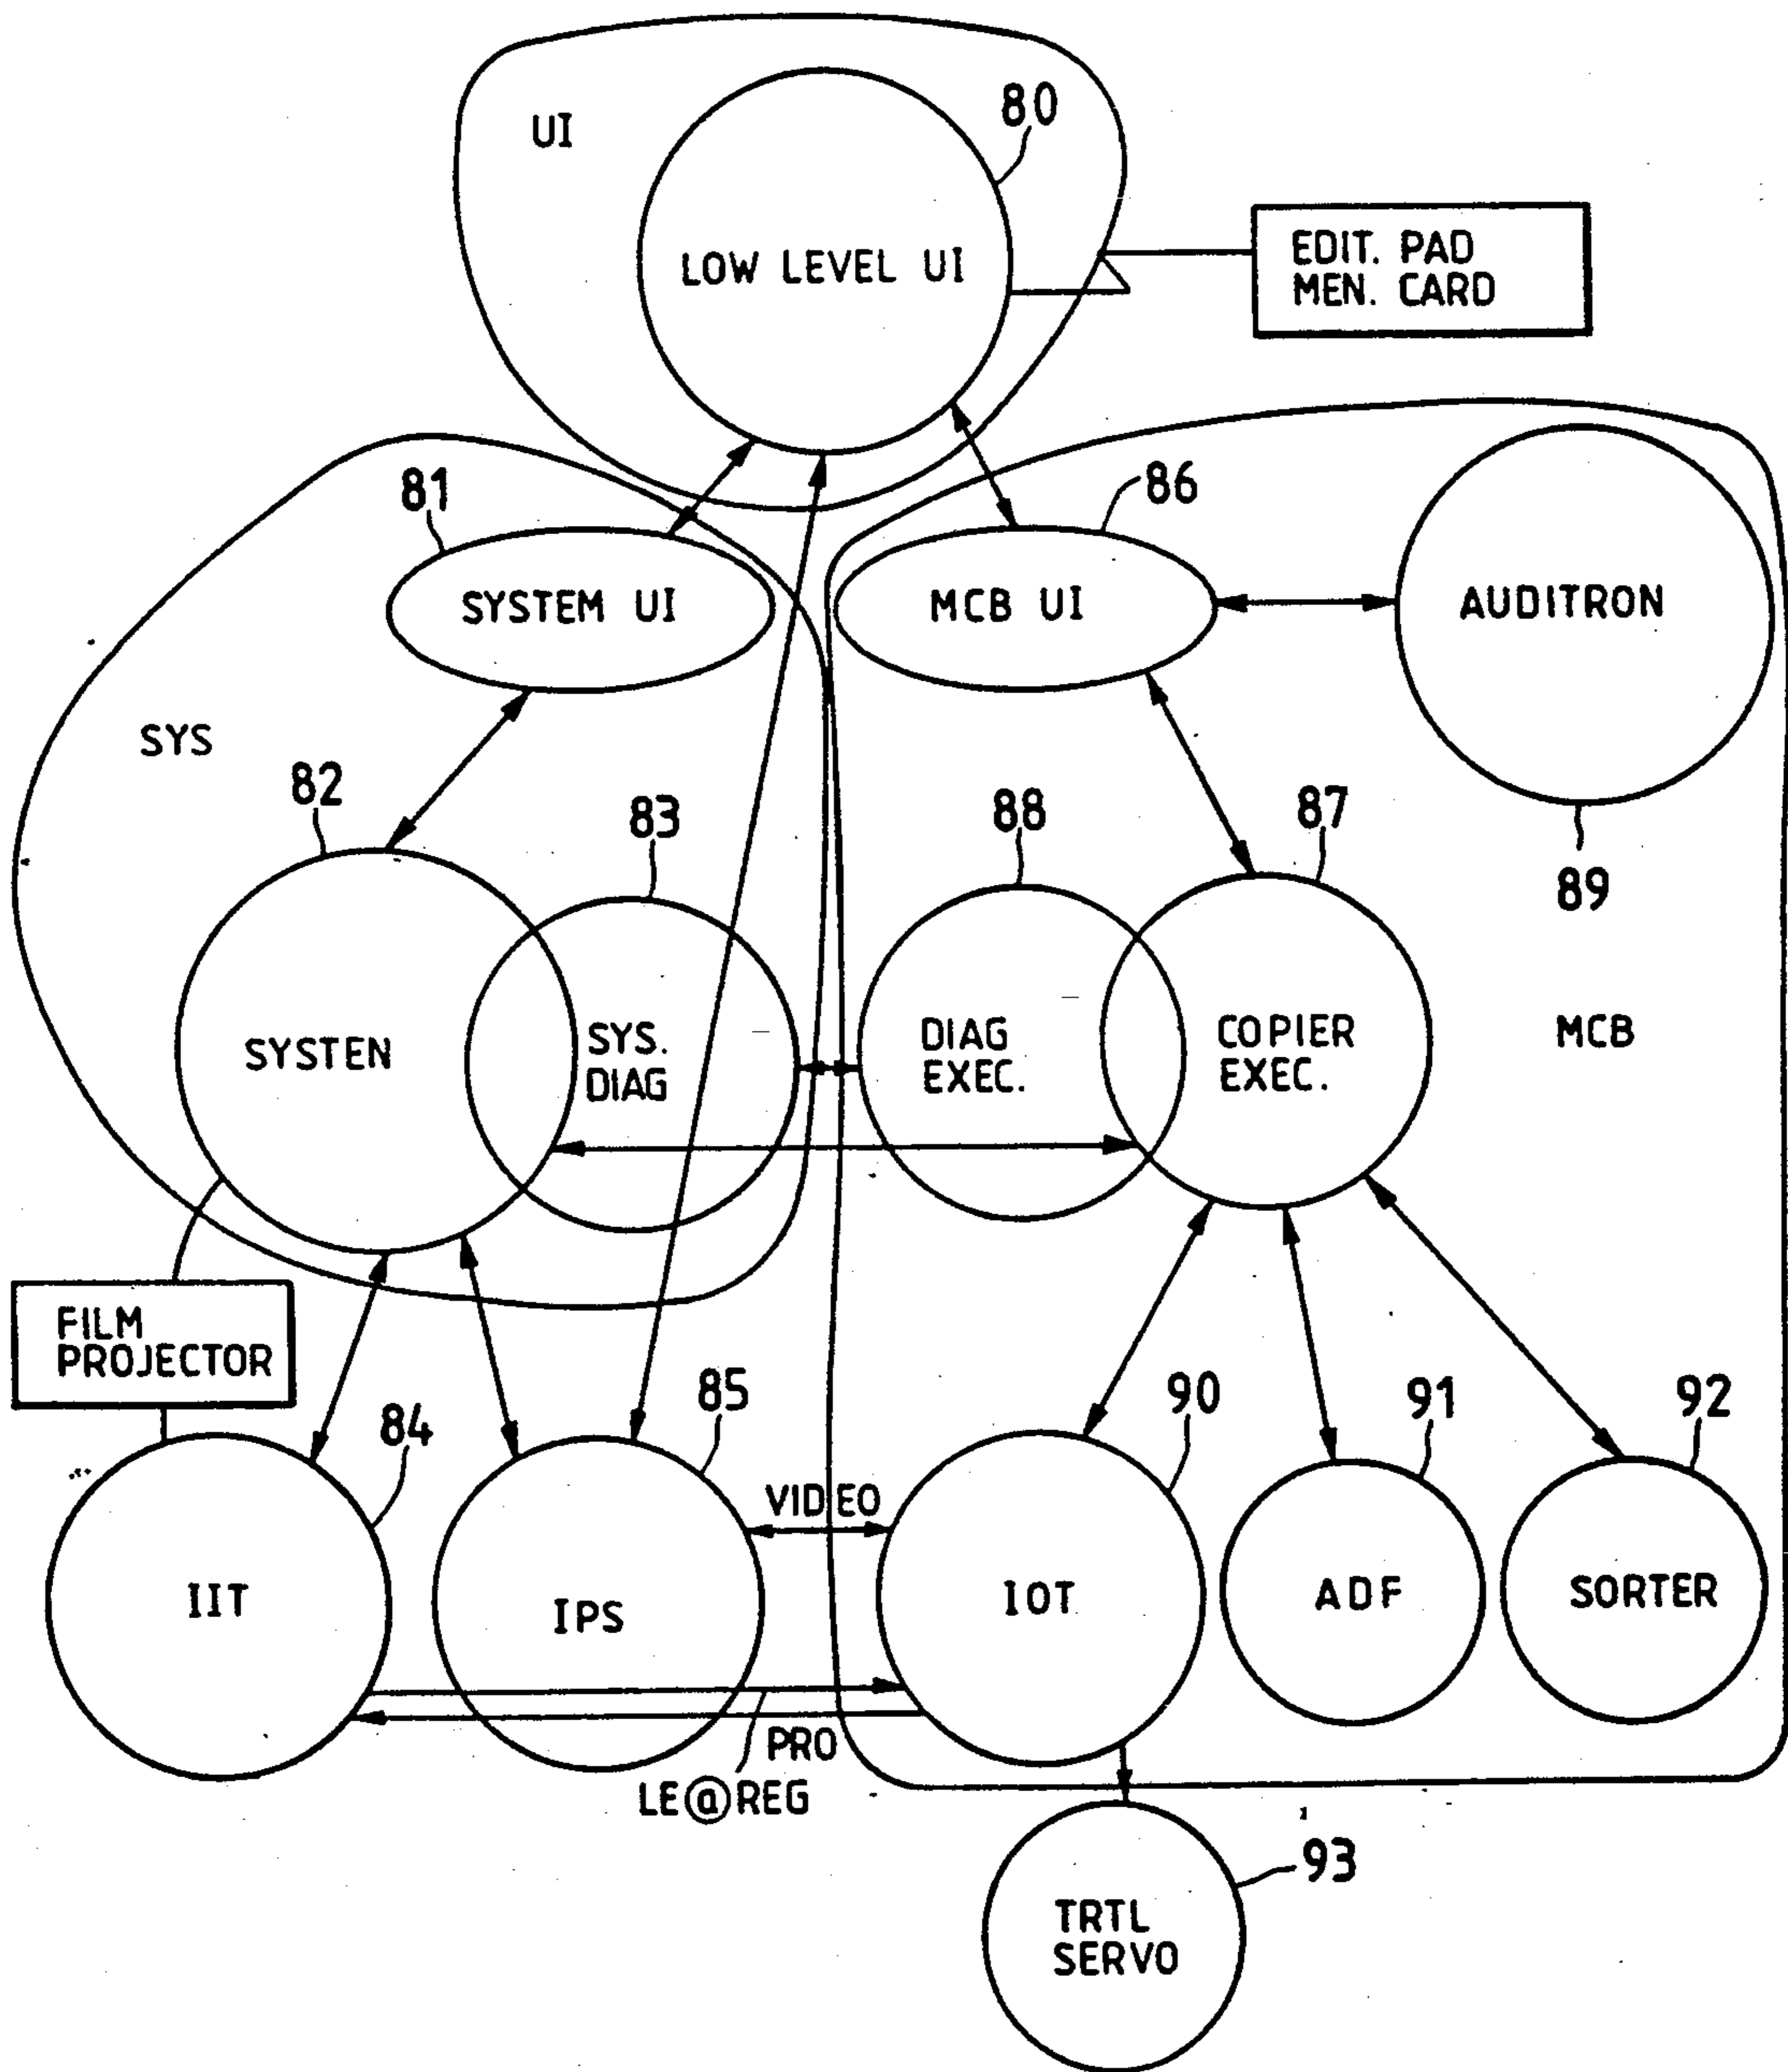 UI
80
LOW LEVEL UI
EDIT. PAD
MEN. CARD
81
86
SYSTEM UI
MCB UI
AUDITRON
SYS
82
83
88
87
89
SYSTEN
SYS.
DIAG
DIAG
EXEC.
COPIER
EXEC.
MCB
FILM
PROJECTOR
84
85
90
91
92
VIDEO
IIT
IPS
IOT
ADF
SORTER
PRO
LE@REG
93
TRTL
SERVO